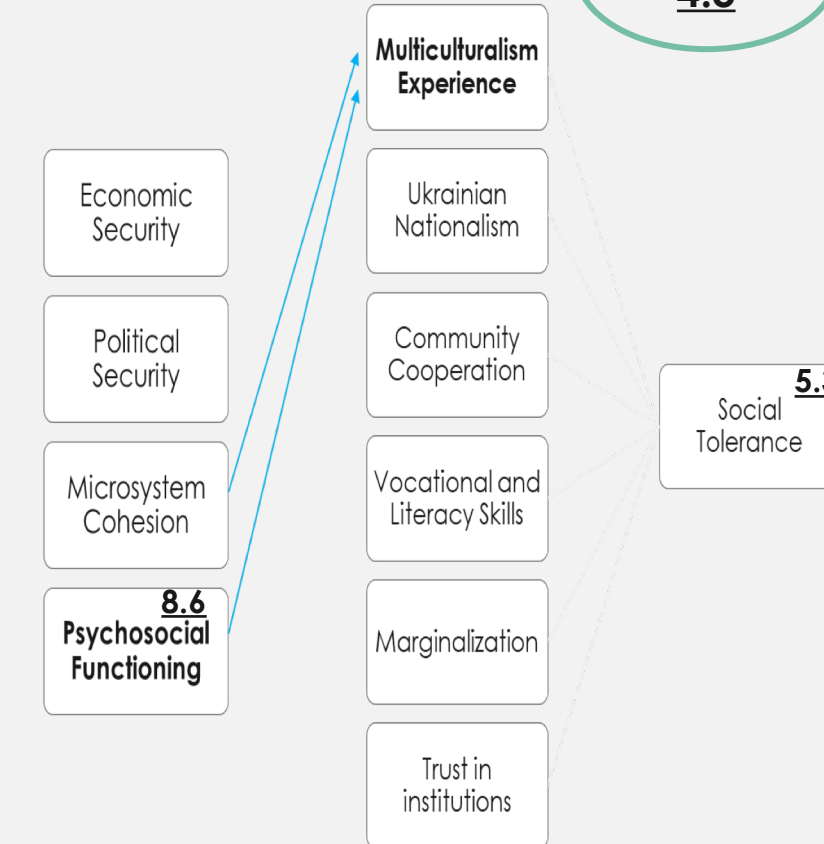 Multiculturalism
Experience
Economic
Security
Ukrainian
Nationalism
Political
Security
Community
Cooperation
5.
Social
Tolerance
Microsystem
Cohesion
Vocational and
Literacy Skills
8.6
Psychosocial
Functioning
Marginalization
Trust in
institutions